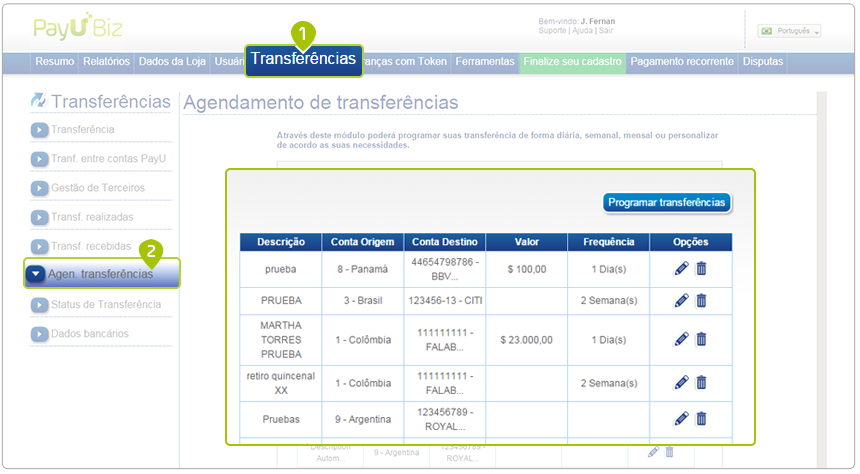 PayU Biz
Bem-vindo: J. Fernan
Suporte | Ajuda | Sair
Português
1
Resumo Relatórios Dados da Loja Usuári Transferências anças com Token Ferramentas Finalize seu cadastro Pagamento recorrente Disputas
Transferências
Transferência
Tranf. entre contas PayU
Gestão de Terceiros
Transf. realizadas
Transf. recebidas
2
Agen. transferências
Status de Transferência
Dados bancários
Agendamento de transferências
Através deste módulo poderá programar suas transferência de forma diária, semanal, mensal ou personalizar
de acordo as suas necesidades.
Programar transferências
Descrição Conta Origem Conta Destino Valor Frequência Opções
prueba 8 - Panamá 44654798786 - BBV... $ 100,00 1 Dia(s)
PRUEBA 3 - Brasil 123456-13 - CITI 2 Semana(s)
MARTHA TORRES PRUEBA 1 - Colômbia 111111111 - FALAB... $ 23.000,00 1 Dia(s)
retiro quincenal XX 1 - Colômbia 111111111 - FALAB... 2 Semana(s)
Pruebas 9 - Argentina 123456789 - ROYAL...
Description Autom... 9 - Argentina 123456789 - ROYAL...